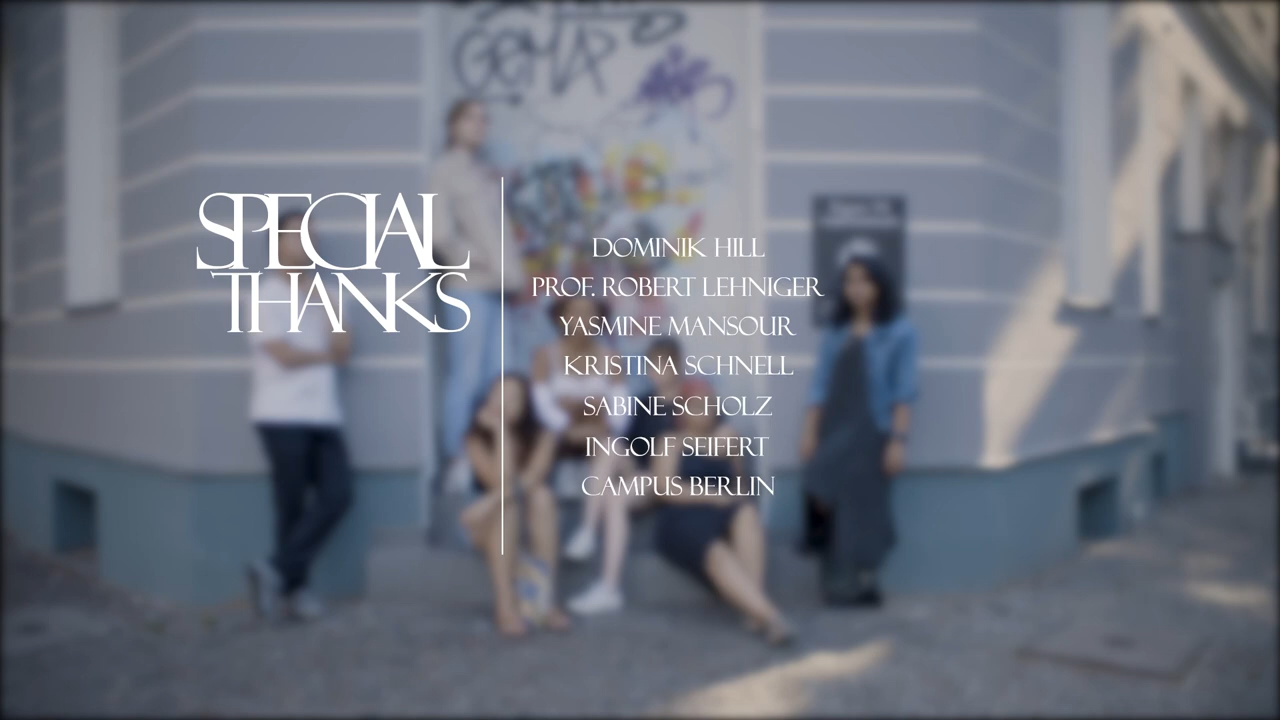 SPECIAL
THANKS
DOMINIK HILL
PROF. ROBERT LEHNIGER
YASMINE MANSOUR
KRISTINA SCHNELL
SABINE SCHOLZ
INGOLF SEIFERT
CAMPUS BERLIN